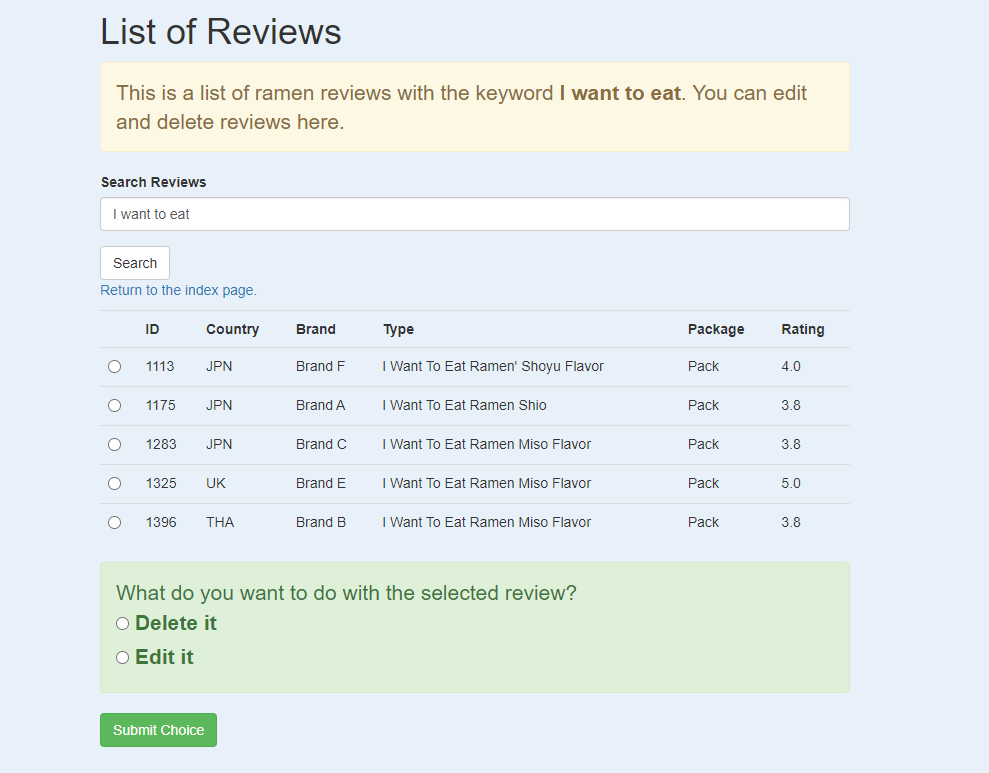 List of Reviews
This is a list of ramen reviews with the keyword I want to eat. You can edit
and delete reviews here.
Search Reviews
I want to eat
Search
Return to the index page.
ID Country Brand Type Package Rating
1113 JPN Brand F I Want To Eat Ramen' Shoyu Flavor Pack 4.0
1175 JPN Brand A I Want To Eat Ramen Shio Pack 3.8
1283 JPN Brand C I Want To Eat Ramen Miso Flavor Pack 3.8
1325 UK Brand E I Want To Eat Ramen Miso Flavor Pack 5.0
1396 THA Brand B I Want To Eat Ramen Miso Flavor Pack 3.8
What do you want to do with the selected review?
Delete it
Edit it
Submit Choice